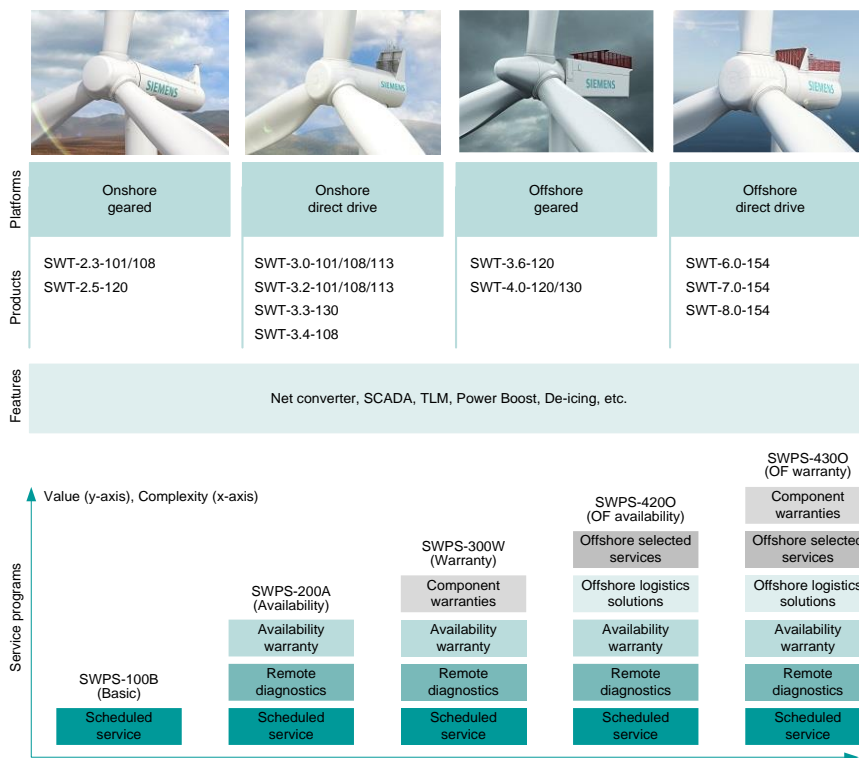 SIEMENS
SIEMENS
SIEMENS
SIEMENS
Platforms
Onshore
geared
Onshore
direct drive
Offshore
geared
Offshore
direct drive
Products
SWT-2.3-101/108
SWT-2.5-120
SWT-3.0-101/108/113
SWT-3.2-101/108/113
SWT-3.3-130
SWT-3.4-108
SWT-3.6-120
SWT-4.0-120/130
SWT-6.0-154
SWT-7.0-154
SWT-8.0-154
Features
Net converter, SCADA, TLM, Power Boost, De-icing, etc.
Service programs
Value (y-axis), Complexity (x-axis)
SWPS-100B
(Basic)
Scheduled
service
SWPS-200A
(Availability)
Availability
warranty
Remote
diagnostics
Scheduled
service
SWPS-300W
(Warranty)
Component
warranties
Availability
warranty
Remote
diagnostics
Scheduled
service
SWPS-420O
(OF availability)
Offshore selected
services
Offshore logistics
solutions
Availability
warranty
Remote
diagnostics
Scheduled
service
SWPS-430O
(OF warranty)
Component
warranties
Offshore selected
services
Offshore logistics
solutions
Availability
warranty
Remote
diagnostics
Scheduled
service